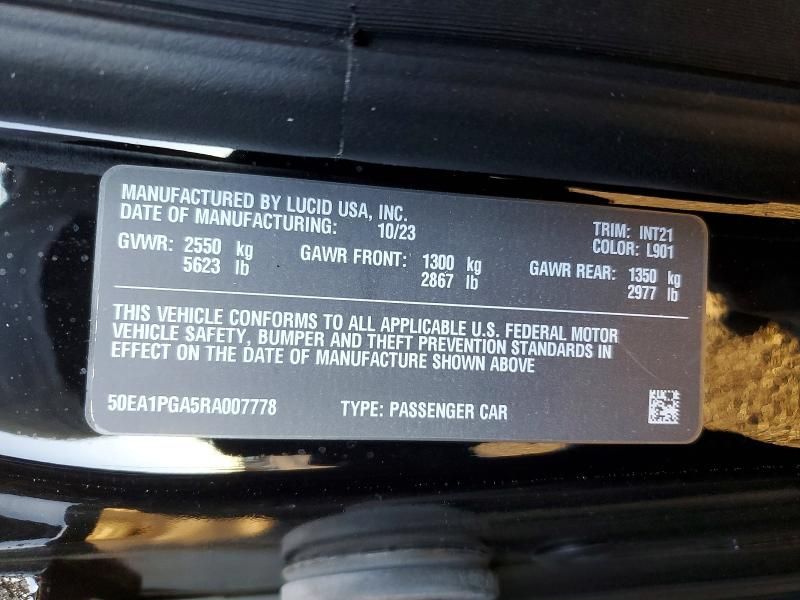 MANUFACTURED BY LUCID USA, INC.
DATE OF MANUFACTURING: 10/23
TRIM: INT21
COLOR: L901
GVWR: 2550 kg GAWR FRONT: 1300 kg GAWR REAR: 1350 kg
5623 lb 2867 lb 2977 lb
THIS VEHICLE CONFORMS TO ALL APPLICABLE U.S. FEDERAL MOTOR
VEHICLE SAFETY, BUMPER AND THEFT PREVENTION STANDARDS IN
EFFECT ON THE DATE OF MANUFACTURE SHOWN ABOVE
50EA1PGA5RA007778 TYPE: PASSENGER CAR